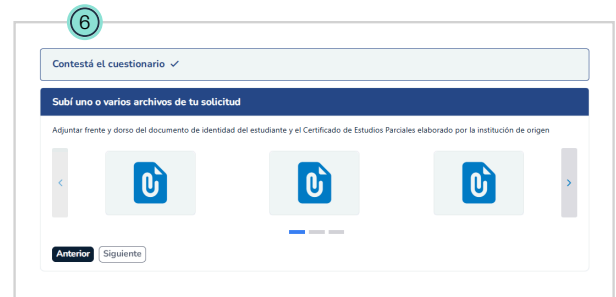 6
Contestá el cuestionario ✓
Subí uno o varios archivos de tu solicitud
Adjuntar frente y dorso del documento de identidad del estudiante y el Certificado de Estudios Parciales elaborado por la institución de origen
Anterior Siguiente